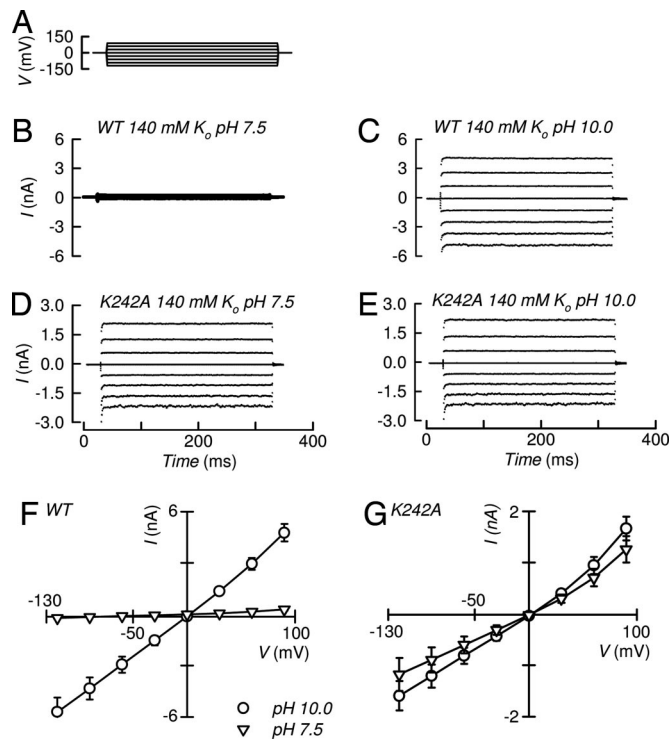 A
150
0
-150
V (mV)
B
WT 140 mM Ko pH 7.5
6
3
0
-3
-6
I (nA)
C
WT 140 mM Ko pH 10.0
6
3
0
-3
-6
D
K242A 140 mM Ko pH 7.5
3.0
1.5
0.0
-1.5
-3.0
I (nA)
0 200 400
Time (ms)
E
K242A 140 mM Ko pH 10.0
3.0
1.5
0.0
-1.5
-3.0
0 200 400
Time (ms)
F
WT
I (nA)
6
-130
-50
100
V (mV)
-6
pH 10.0
pH 7.5
G
K242A
I (nA)
2
-50
-130
100
V (mV)
-2